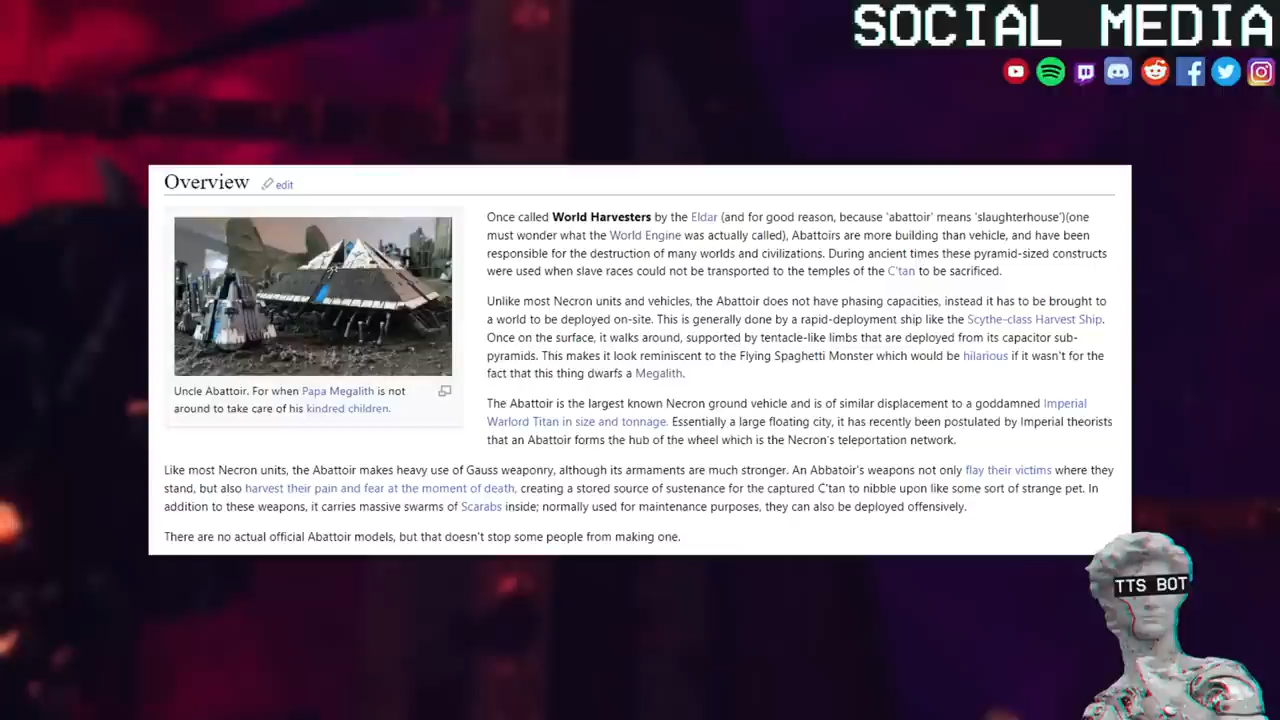 SOCIAL MEDIA
Overview edit
Once called World Harvesters by the Eldar (and for good reason, because 'abattoir' means 'slaughterhouse')(one
must wonder what the World Engine was actually called), Abattoirs are more building than vehicle, and have been
responsible for the destruction of many worlds and civilizations. During ancient times these pyramid-sized constructs
were used when slave races could not be transported to the temples of the C'tan to be sacrificed.
Unlike most Necron units and vehicles, the Abattoir does not have phasing capacities, instead it has to be brought to
a world to be deployed on-site. This is generally done by a rapid-deployment ship like the Scythe-class Harvest Ship.
Once on the surface, it walks around, supported by tentacle-like limbs that are deployed from its capacitor sub-
pyramids. This makes it look reminiscent to the Flying Spaghetti Monster which would be hilarious if it wasn't for the
fact that this thing dwarfs a Megalith.
Uncle Abattoir. For when Papa Megalith is not
around to take care of his kindred children.
The Abattoir is the largest known Necron ground vehicle and is of similar displacement to a goddamned Imperial
Warlord Titan in size and tonnage. Essentially a large floating city, it has recently been postulated by Imperial theorists
that an Abattoir forms the hub of the wheel which is the Necron's teleportation network.
Like most Necron units, the Abattoir makes heavy use of Gauss weaponry, although its armaments are much stronger. An Abbatoir's weapons not only flay their victims where they
stand, but also harvest their pain and fear at the moment of death, creating a stored source of sustenance for the captured C'tan to nibble upon like some sort of strange pet. In
addition to these weapons, it carries massive swarms of Scarabs inside; normally used for maintenance purposes, they can also be deployed offensively.
There are no actual official Abattoir models, but that doesn't stop some people from making one.
TTS BOT